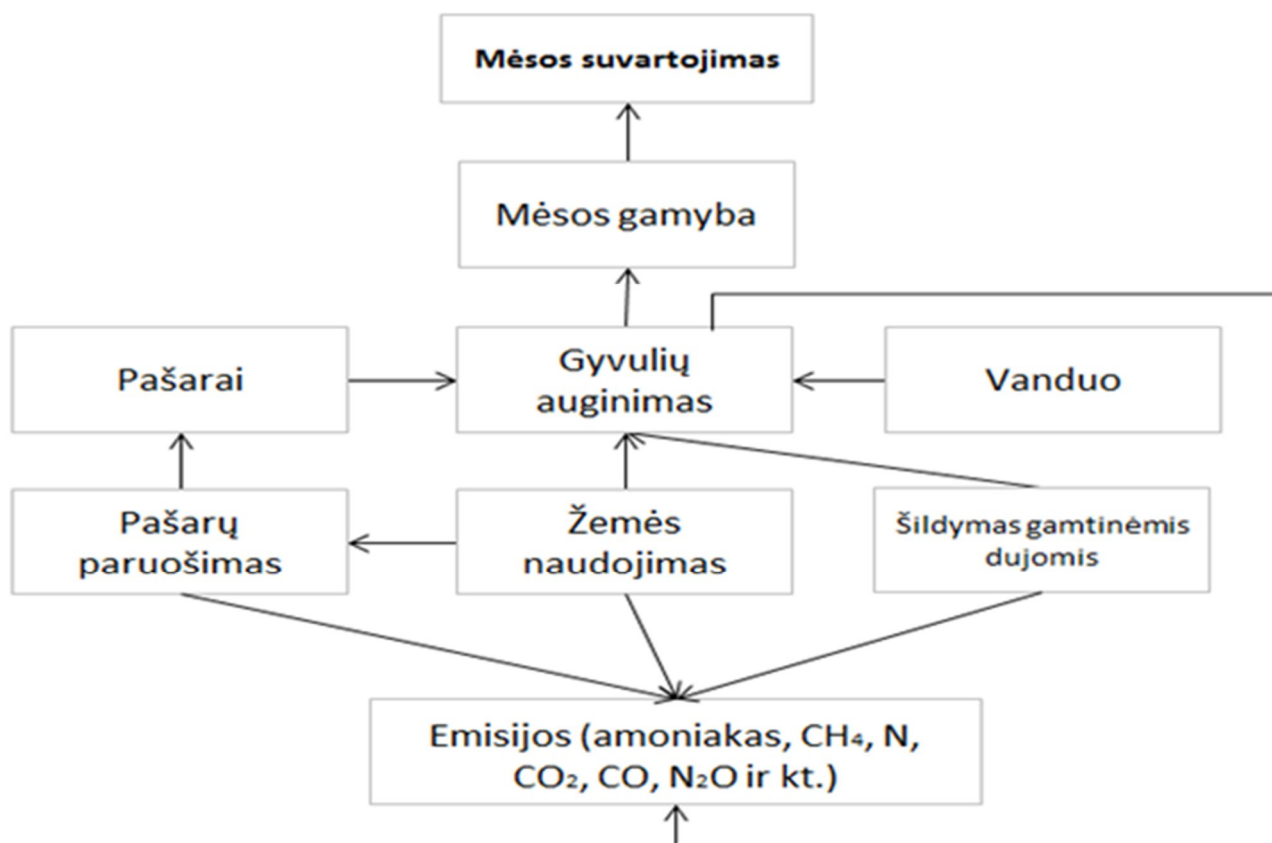 Mėsos suvartojimas
Mėsos gamyba
Pašarai
Gyvulių
auginimas
Vanduo
Pašarų
paruošimas
Žemės
naudojimas
Šildymas gamtinėmis
dujomis
Emisijos (amoniakas, CH₄, N,
CO₂, CO, N₂O ir kt.)